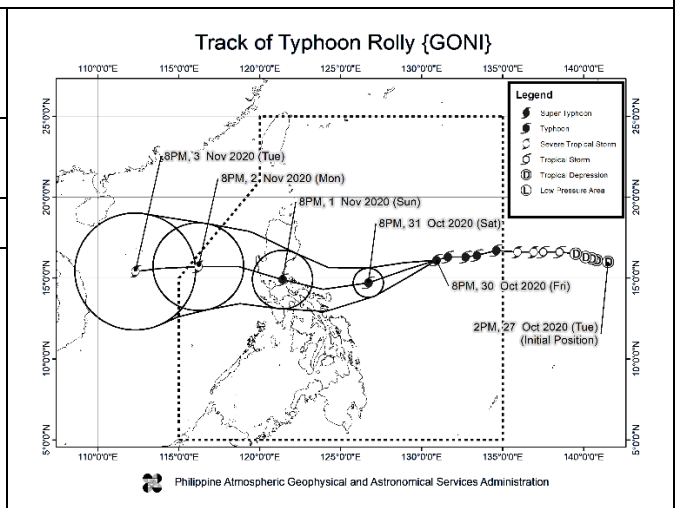 Track of Typhoon Rolly {GONI}
110°0'0"E 115°0'0"E 120°0'0"E 125°0'0"E 130°0'0"E 135°0'0"E 140°0'0"E
25°0'0"N
20°0'0"N
15°0'0"N
10°0'0"N
5°0'0"N
Legend
Super Typhoon
Typhoon
Severe Tropical Storm
Tropical Storm
D Tropical Depression
L Low Pressure Area
8PM, 3 Nov 2020 (Tue)
8PM, 2 Nov 2020 (Mon)
8PM, 1 Nov 2020 (Sun)
8PM, 31 Oct 2020 (Sat)
8PM, 30 Oct 2020 (Fri)
2PM, 27 Oct 2020 (Tue)
(Initial Position)
25°0'0"N
20°0'0"N
15°0'0"N
10°0'0"N
5°0'0"N
110°0'0"E 115°0'0"E 120°0'0"E 125°0'0"E 130°0'0"E 135°0'0"E 140°0'0"E
Philippine Atmospheric Geophysical and Astronomical Services Administration